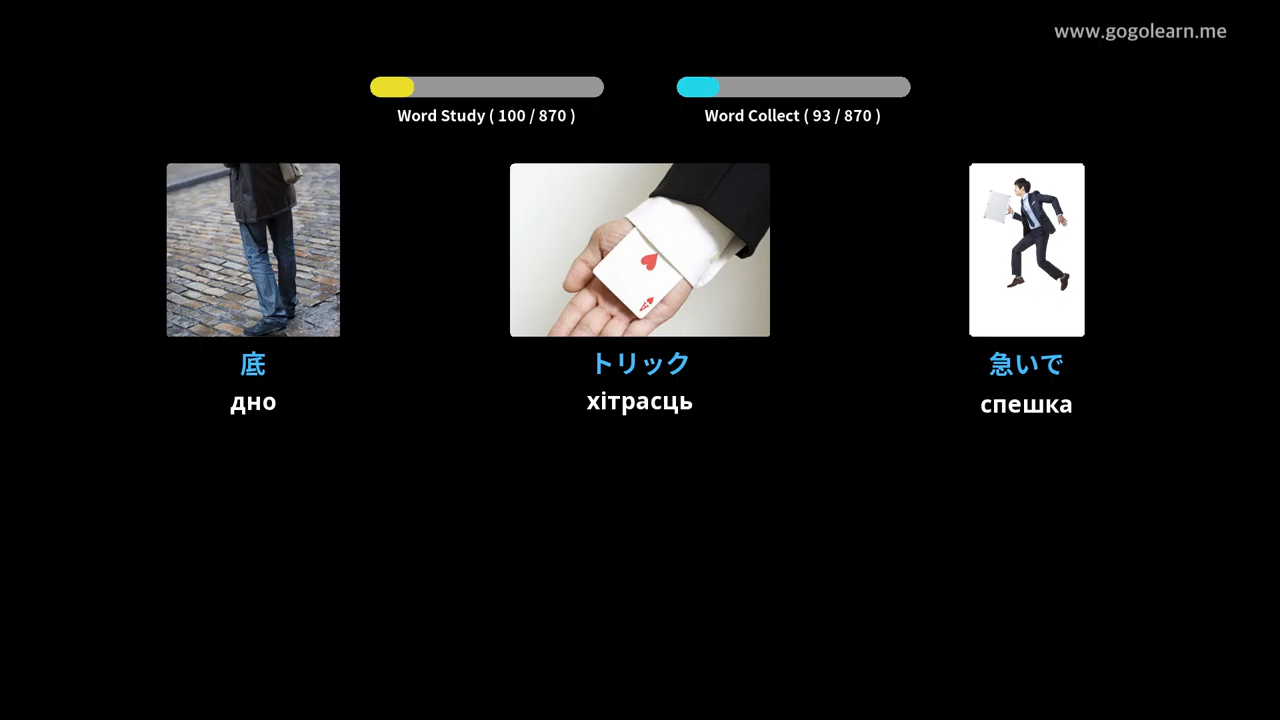 www.gogolearn.me
Word Study ( 100 / 870 )
Word Collect ( 93 / 870 )
底
トリック
急いで
дно
хітрасць
спешка